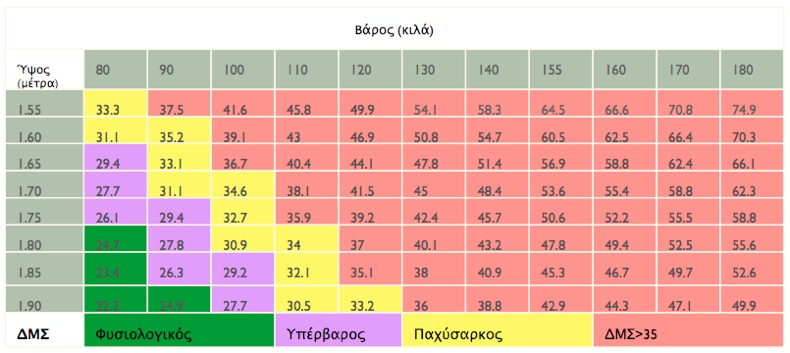 Βάρος (κιλά)
Ύψος (μέτρα) 80 90 100 110 120 130 140 155 160 170 180
1.55 33.3 37.5 41.6 45.8 49.9 54.1 58.3 64.5 66.6 70.8 74.9
1.60 31.1 35.2 39.1 43 46.9 50.8 54.7 60.5 62.5 66.4 70.3
1.65 29.4 33.1 36.7 40.4 44.1 47.8 51.4 56.9 58.8 62.4 66.1
1.70 27.7 31.1 34.6 38.1 41.5 45 48.4 53.6 55.4 58.8 62.3
1.75 26.1 29.4 32.7 35.9 39.2 42.4 45.7 50.6 52.2 55.5 58.8
1.80 24.7 27.8 30.9 34 37 40.1 43.2 47.8 49.4 52.5 55.6
1.85 23.4 26.3 29.2 32.1 35.1 38 40.9 45.3 46.7 49.7 52.6
1.90 22.2 24.9 27.7 30.5 33.2 36 38.8 42.9 44.3 47.1 49.9
ΔΜΣ Φυσιολογικός Υπέρβαρος Παχύσαρκος ΔΜΣ>35